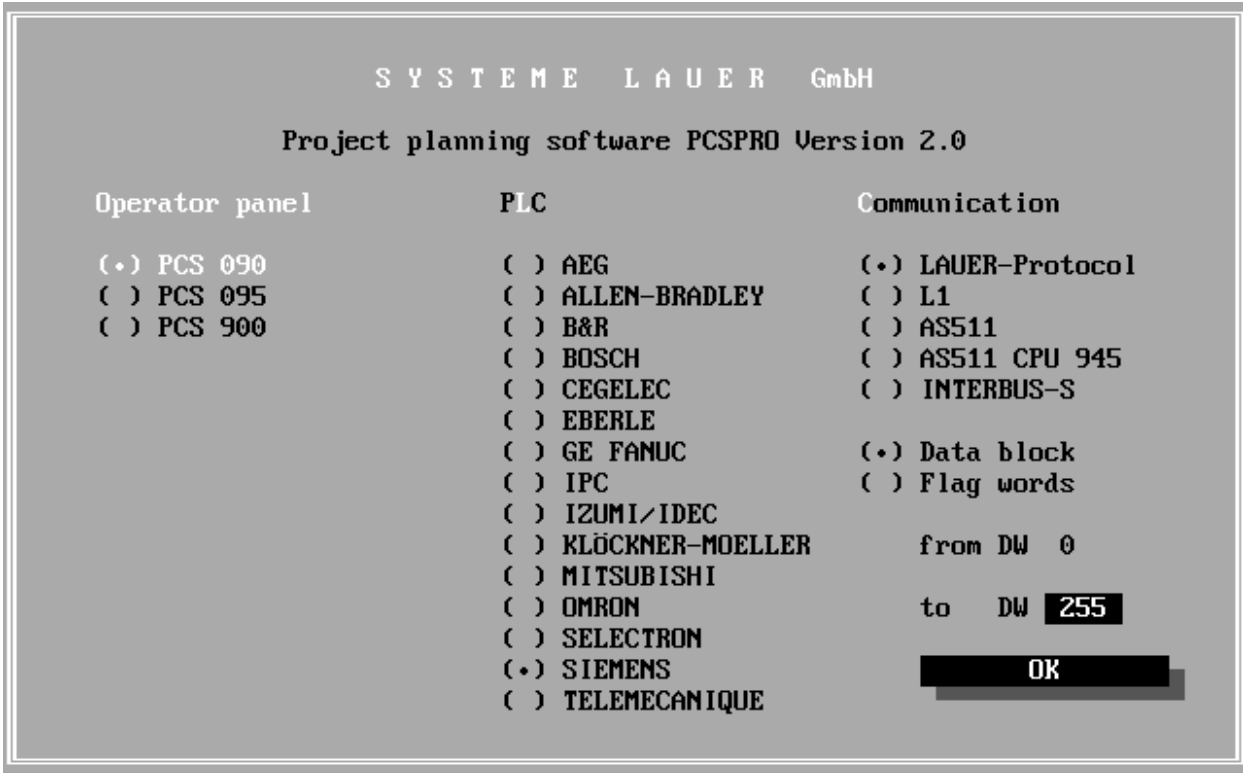 S Y S T E M E   L A U E R   GmbH
Project planning software PCSPRO Version 2.0
Operator panel
(•) PCS 090
( ) PCS 095
( ) PCS 900
PLC
( ) AEG
( ) ALLEN-BRADLEY
( ) B&R
( ) BOSCH
( ) CEGELEC
( ) EBERLE
( ) GE FANUC
( ) IPC
( ) IZUMI/IDEC
( ) KLÖCKNER-MOELLER
( ) MITSUBISHI
( ) OMRON
( ) SELECTRON
(•) SIEMENS
( ) TELEMECANIQUE
Communication
(•) LAUER-Protocol
( ) L1
( ) AS511
( ) AS511 CPU 945
( ) INTERBUS-S
(•) Data block
( ) Flag words
from DW 0
to DW 255
OK